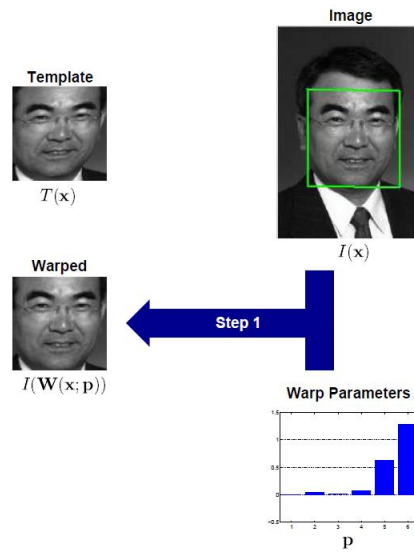 Image
Template
T(x)
I(x)
Warped
Step 1
I(W(x; p))
Warp Parameters
1.5
1
0.5
0
-0.5
1 2 3 4 5 6
p